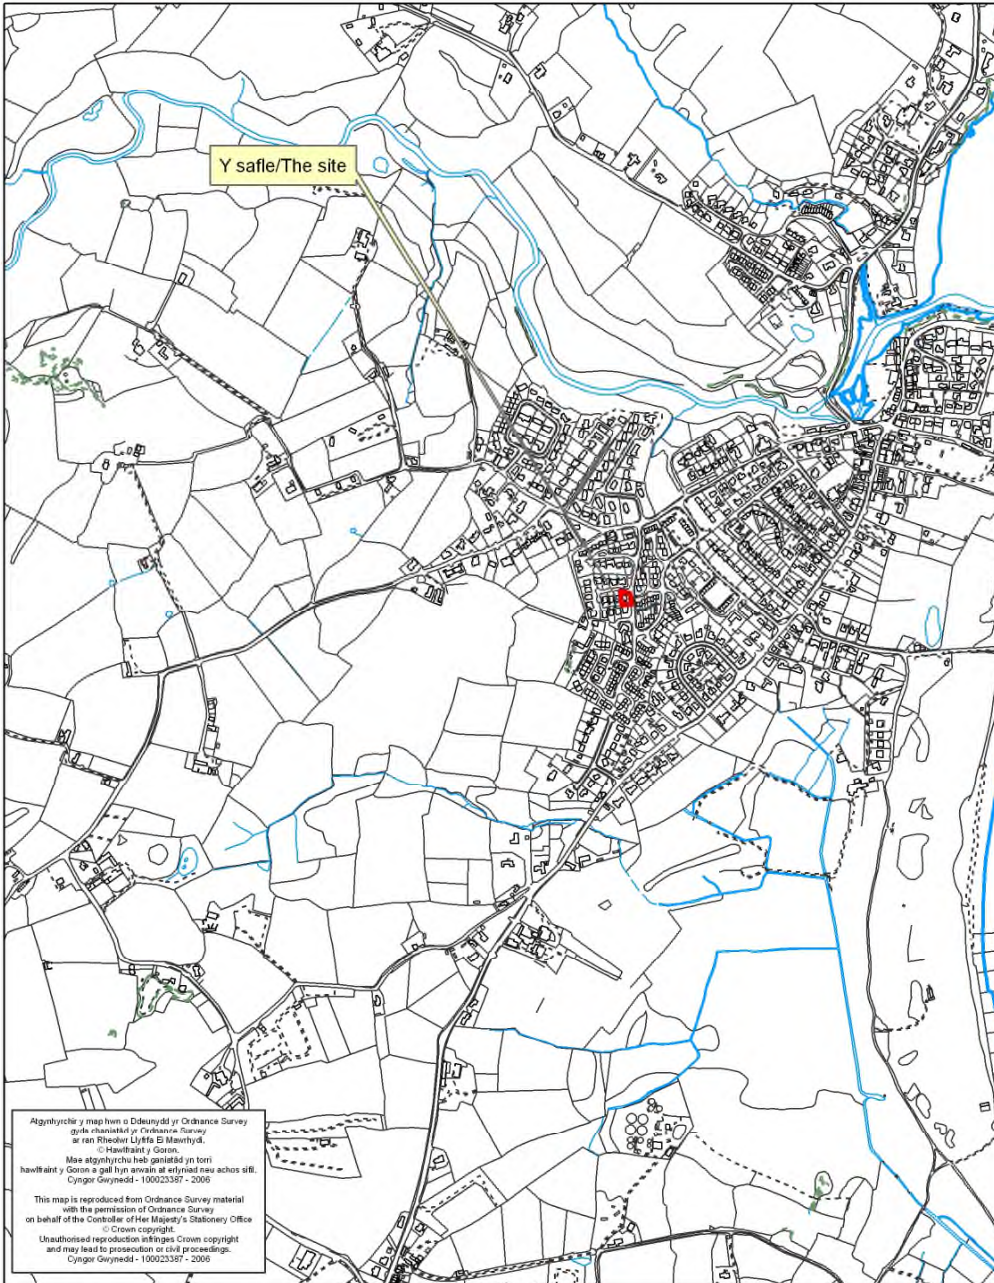 Y safle/The site
Atgynhyrchir y map hwn o Ddeunydd yr Ordnance Survey
gyda chaniatâd yr Ordnance Survey
ar ran Rheolwr Llyfrfa Ei Mawrhydi.
© Hawlfraint y Goron.
Mae atgynhyrchu heb ganiatâd yn torri
hawlfraint y Goron a gall hyn arwain at erlyniad neu achos sifil.
Cyngor Gwynedd - 100023387 - 2006
This map is reproduced from Ordnance Survey material
with the permission of Ordnance Survey
on behalf of the Controller of Her Majesty's Stationery Office
© Crown copyright.
Unauthorised reproduction infringes Crown copyright
and may lead to prosecution or civil proceedings.
Cyngor Gwynedd - 100023387 - 2006